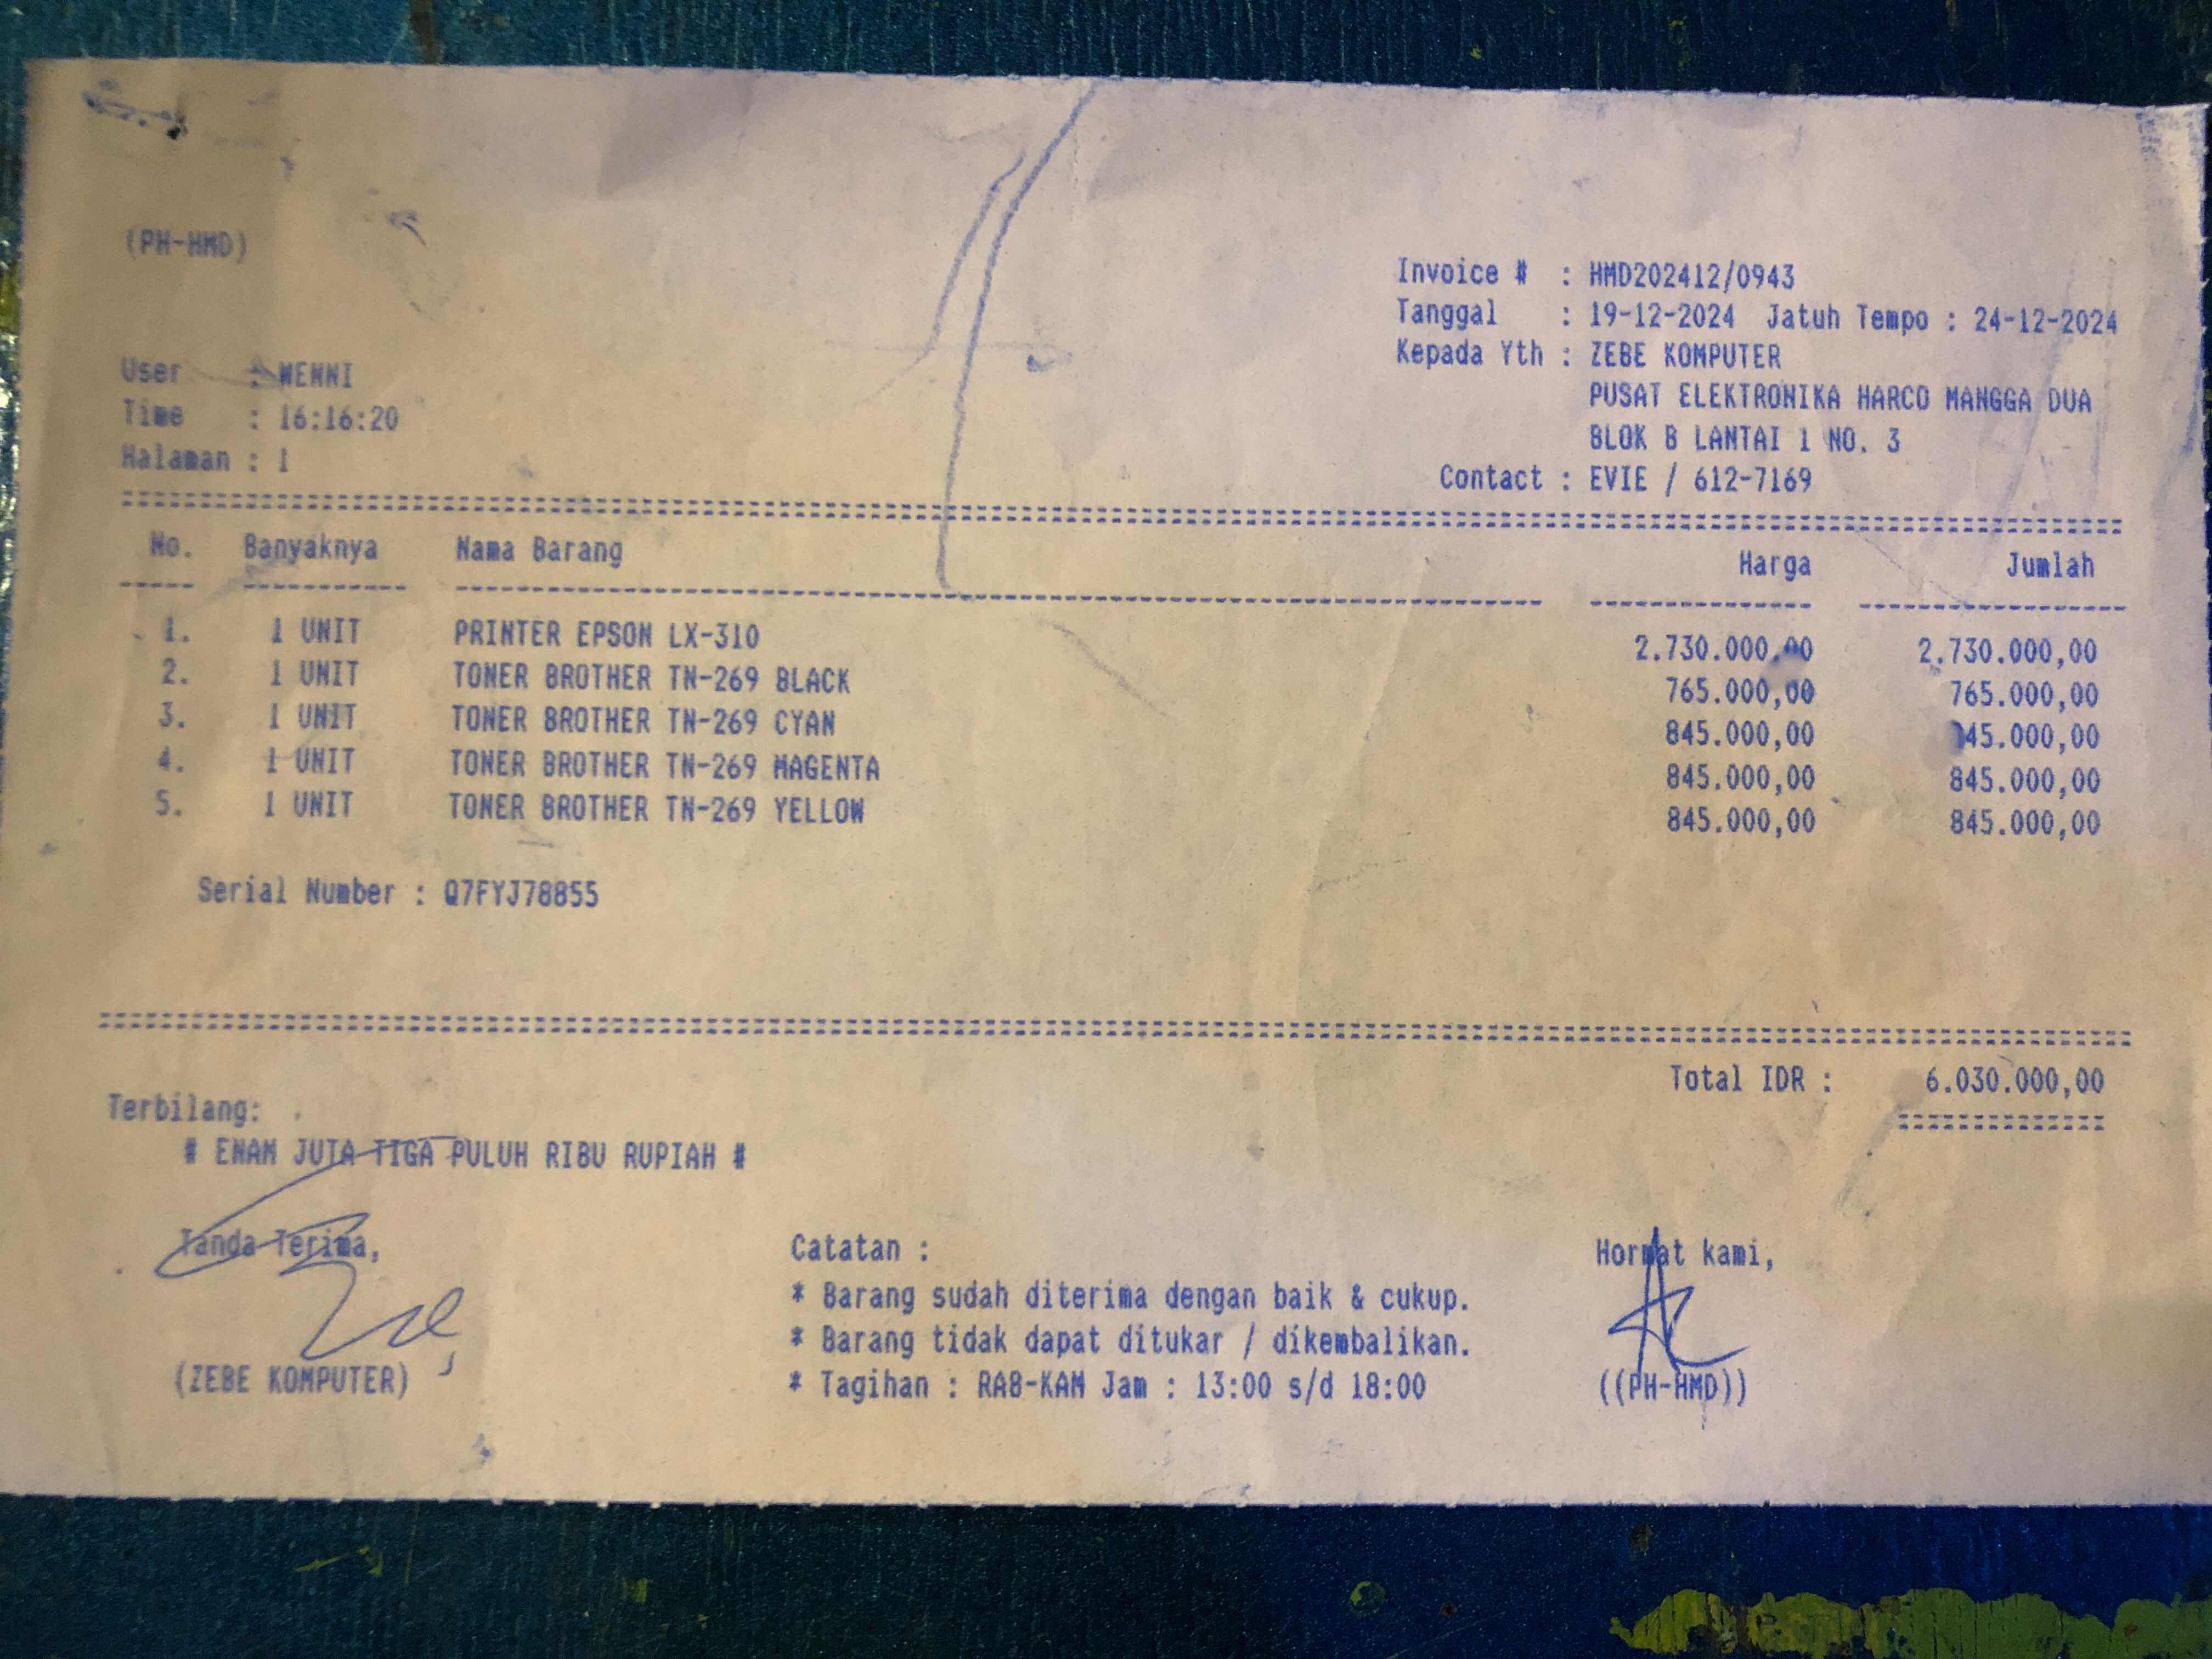 (PH-HMD)
Invoice # : HMD202412/0943
Tanggal : 19-12-2024 Jatuh Tempo : 24-12-2024
Kepada Yth : ZEBE KOMPUTER
PUSAT ELEKTRONIKA HARCO MANGGA DUA
BLOK B LANTAI 1 NO. 3
Contact : EVIE / 612-7169
User : WENNI
Time : 16:16:20
Halaman : 1
No. Banyaknya Nama Barang Harga Jumlah
1. 1 UNIT PRINTER EPSON LX-310 2.730.000,00 2.730.000,00
2. 1 UNIT TONER BROTHER TN-269 BLACK 765.000,00 765.000,00
3. 1 UNIT TONER BROTHER TN-269 CYAN 845.000,00 845.000,00
4. 1 UNIT TONER BROTHER TN-269 MAGENTA 845.000,00 845.000,00
5. 1 UNIT TONER BROTHER TN-269 YELLOW 845.000,00 845.000,00
Serial Number : Q7FYJ78855
Total IDR : 6.030.000,00
Terbilang:
# ENAM JUTA TIGA PULUH RIBU RUPIAH #
Tanda Terima,
(ZEBE KOMPUTER)
Catatan :
* Barang sudah diterima dengan baik & cukup.
* Barang tidak dapat ditukar / dikembalikan.
* Tagihan : RAB-KAM Jam : 13:00 s/d 18:00
Hormat kami,
((PH-HMD))